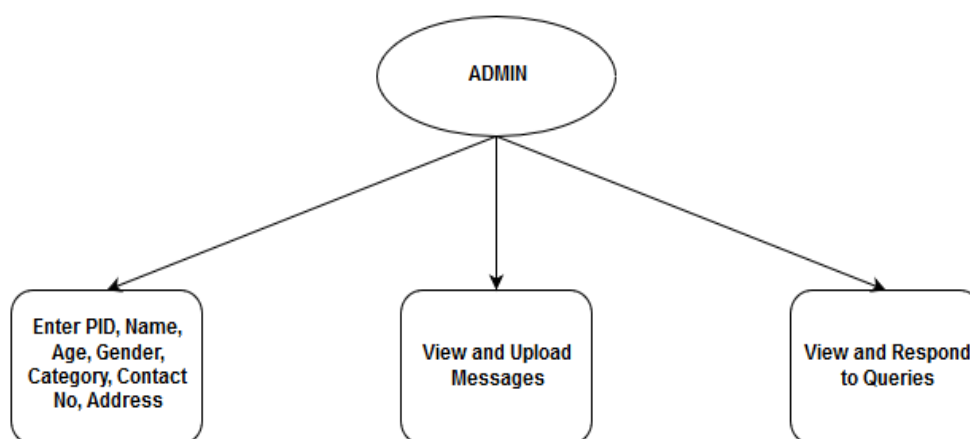 ADMIN
Enter PID, Name,
Age, Gender,
Category, Contact
No, Address
View and Upload
Messages
View and Respond
to Queries